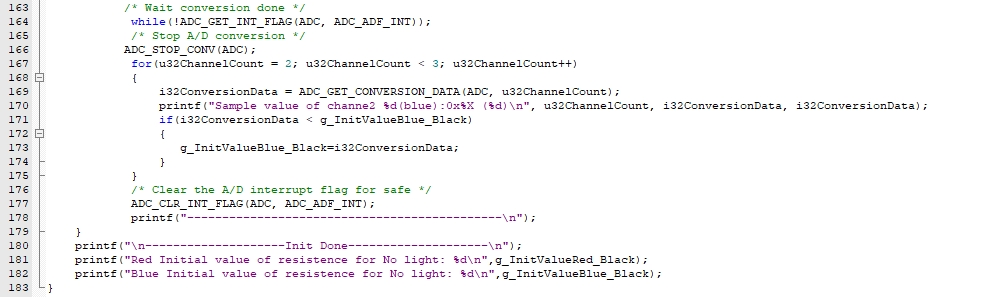 163 /* Wait conversion done */
164 while(!ADC_GET_INT_FLAG(ADC, ADC_ADF_INT));
165 /* Stop A/D conversion */
166 ADC_STOP_CONV(ADC);
167 for(u32ChannelCount = 2; u32ChannelCount < 3; u32ChannelCount++)
168 {
169 i32ConversionData = ADC_GET_CONVERSION_DATA(ADC, u32ChannelCount);
170 printf("Sample value of channe2 %d(blue):0x%X (%d)\n", u32ChannelCount, i32ConversionData, i32ConversionData);
171 if(i32ConversionData < g_InitValueBlue_Black)
172 {
173 g_InitValueBlue_Black=i32ConversionData;
174 }
175 }
176 /* Clear the A/D interrupt flag for safe */
177 ADC_CLR_INT_FLAG(ADC, ADC_ADF_INT);
178 printf("---------------------------------------------\n");
179 }
180 printf("\n--------------------Init Done--------------------\n");
181 printf("Red Initial value of resistence for No light: %d\n",g_InitValueRed_Black);
182 printf("Blue Initial value of resistence for No light: %d\n",g_InitValueBlue_Black);
183 }